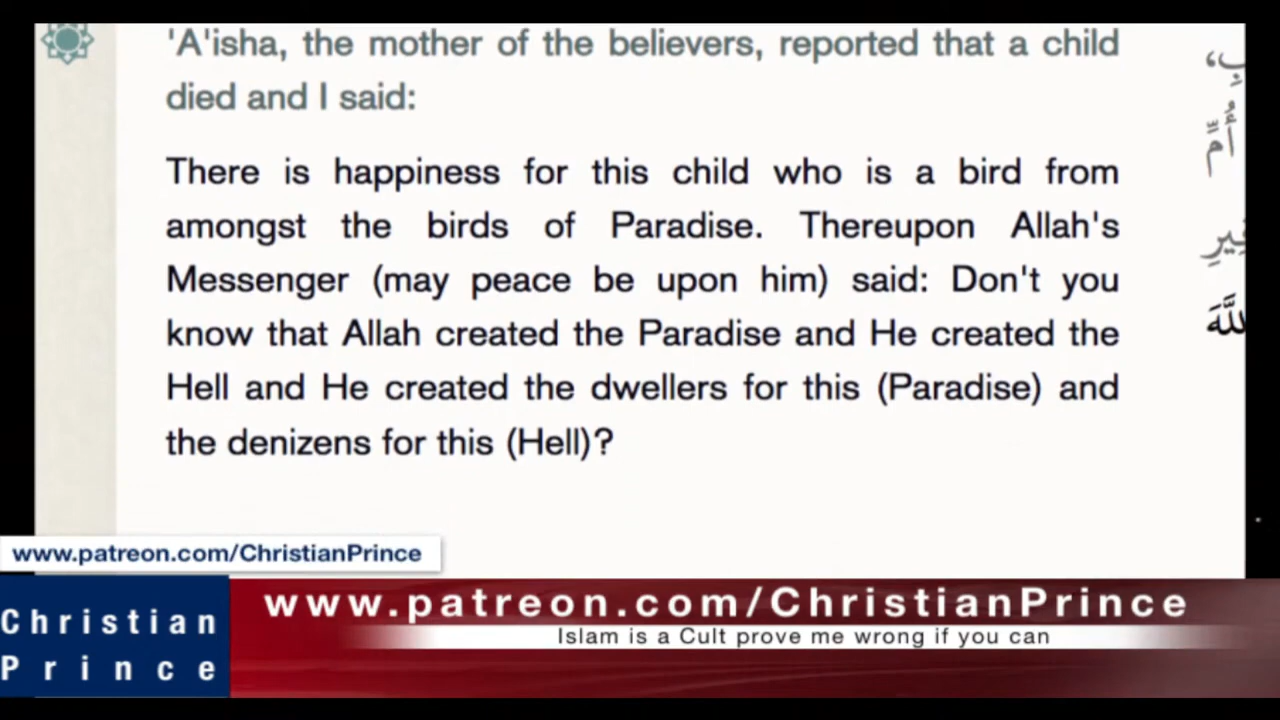 'A'isha, the mother of the believers, reported that a child
died and I said:
There is happiness for this child who is a bird from
amongst the birds of Paradise. Thereupon Allah's
Messenger (may peace be upon him) said: Don't you
know that Allah created the Paradise and He created the
Hell and He created the dwellers for this (Paradise) and
the denizens for this (Hell)?
www.patreon.com/ChristianPrince
Christian
Prince
www.patreon.com/ChristianPrince
Islam is a Cult prove me wrong if you can